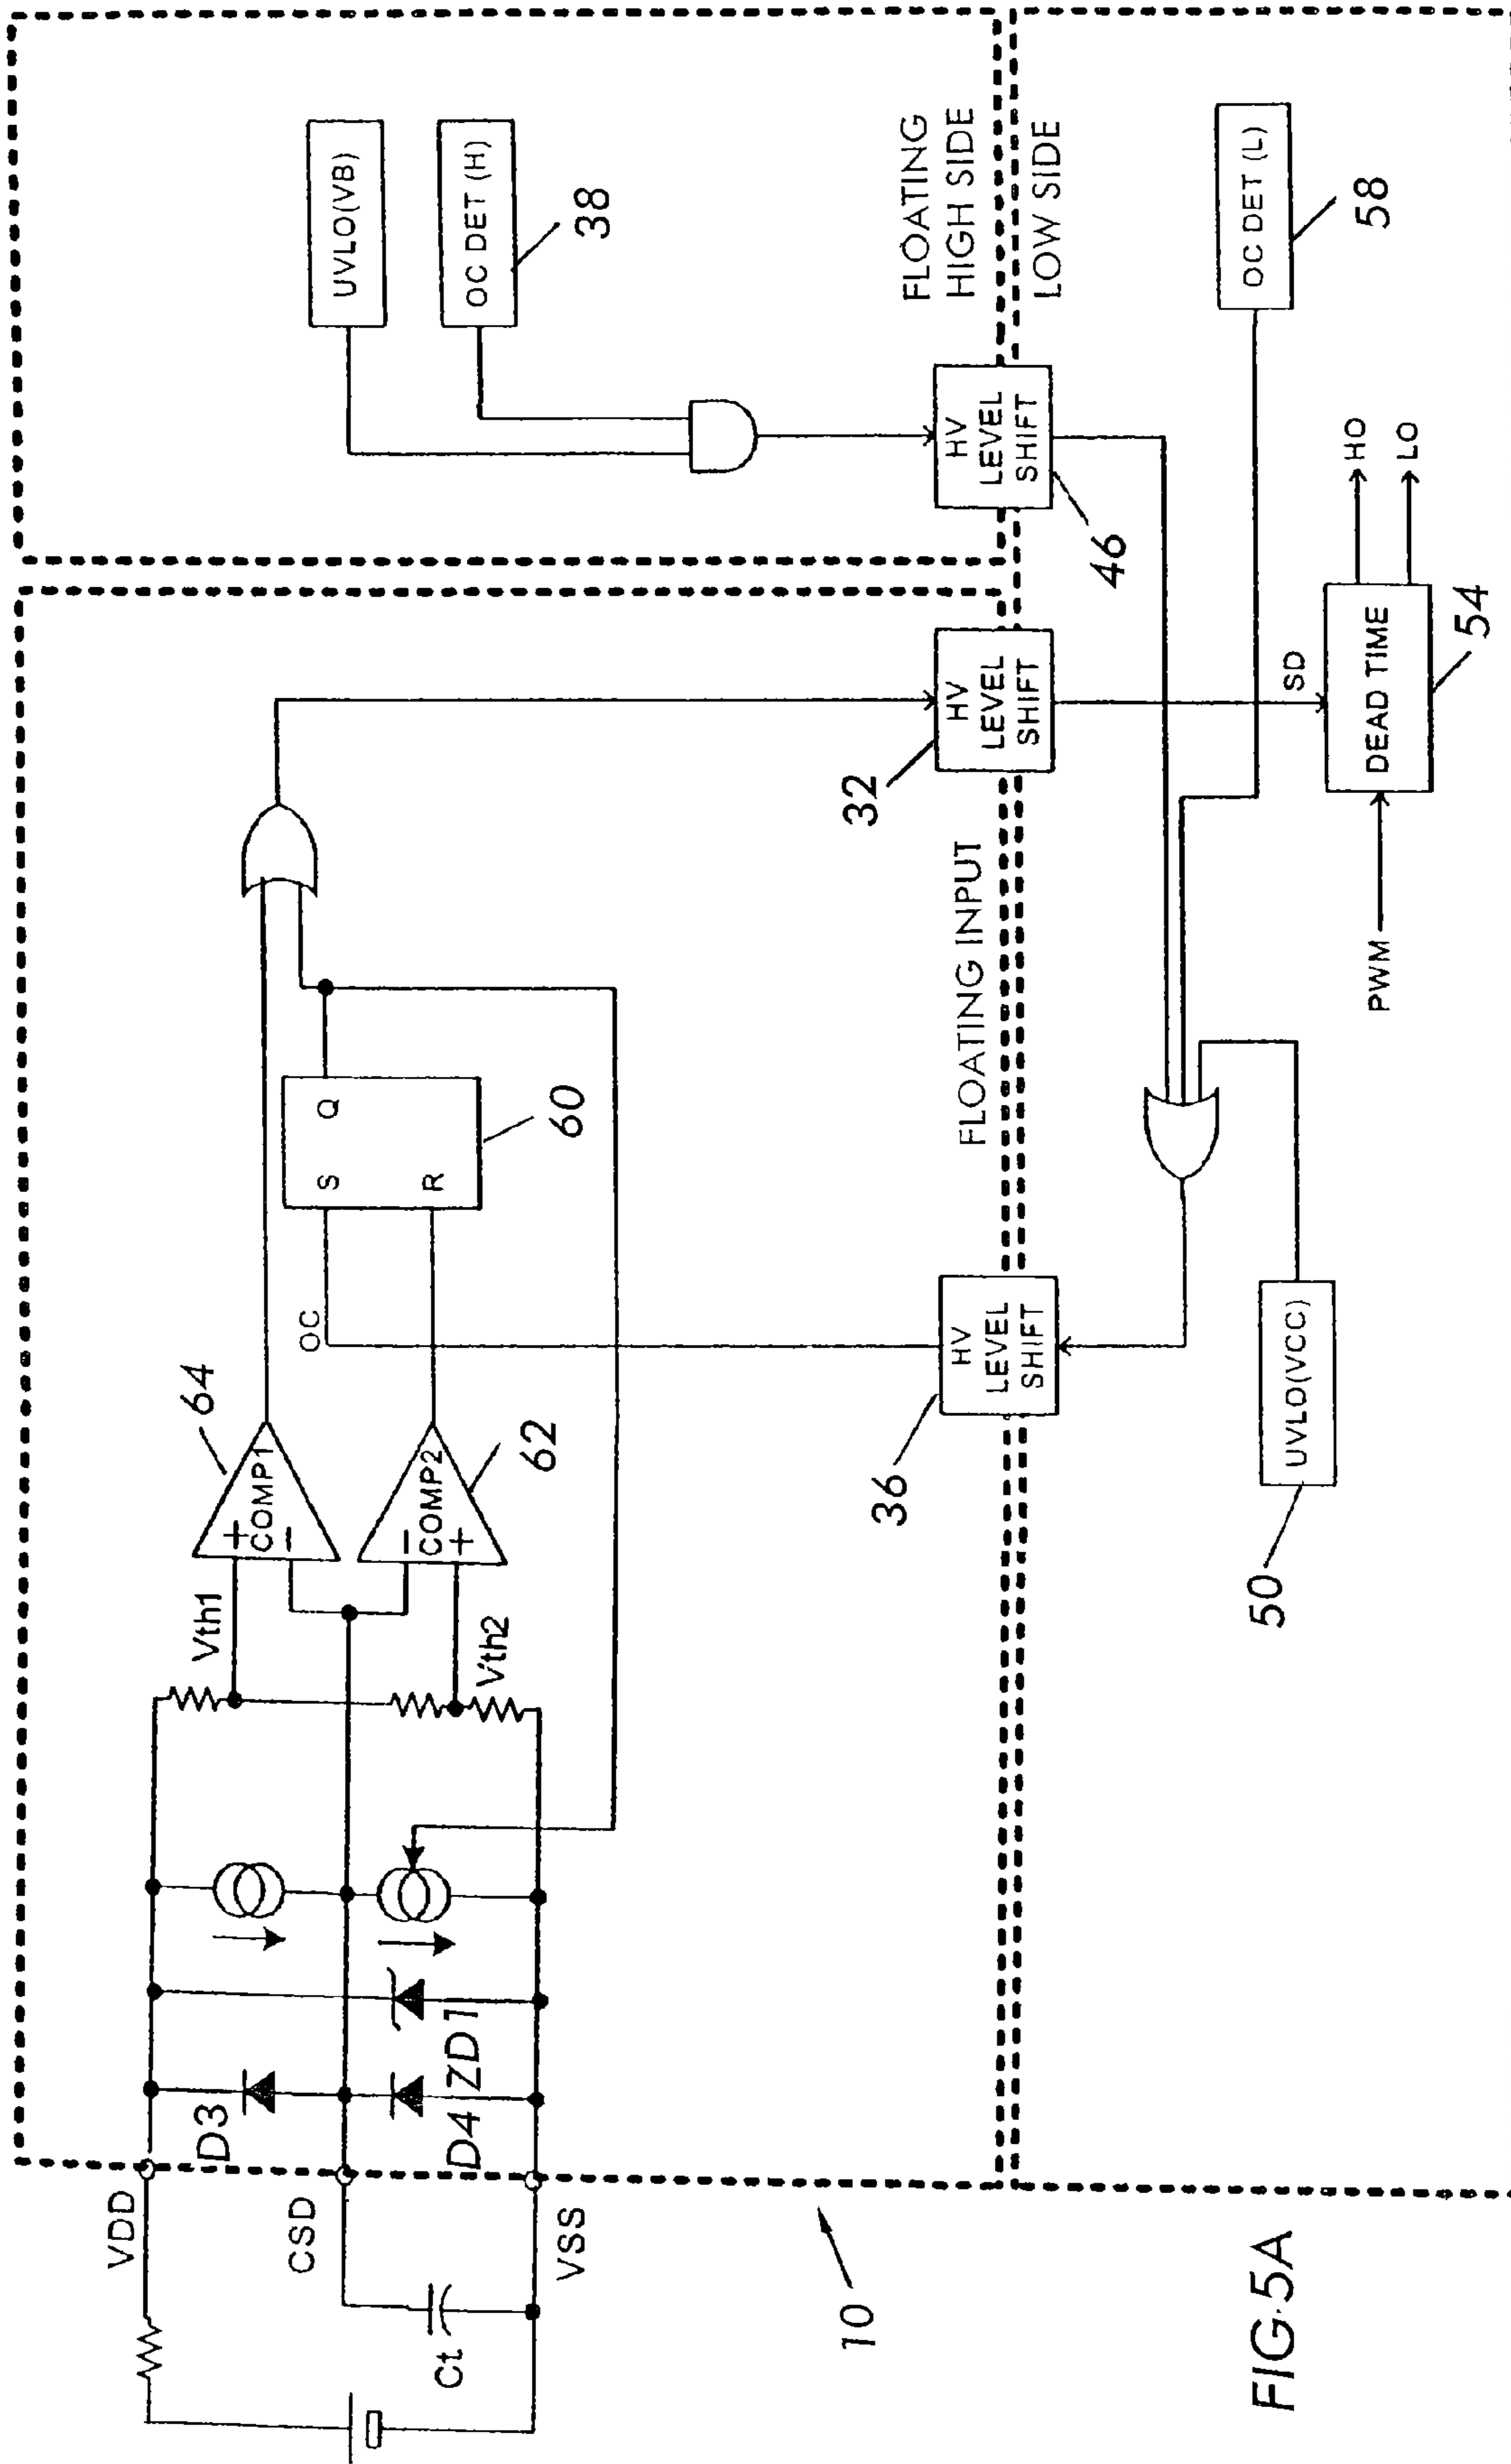 VDD
CSD
VSS
Ct
10
D3
D4
ZD1
Vth1
Vth2
+
COMP1
−
64
−
COMP2
+
62
OC
S
Q
R
60
36
HV
LEVEL
SHIFT
FLOATING INPUT
32
HV
LEVEL
SHIFT
46
HV
LEVEL
SHIFT
FLOATING
HIGH SIDE
LOW SIDE
UVLO(VB)
OC DET (H)
38
OC DET (L)
58
UVLO(VCC)
50
PWM
SD
DEAD TIME
54
HO
LO
FIG.5A